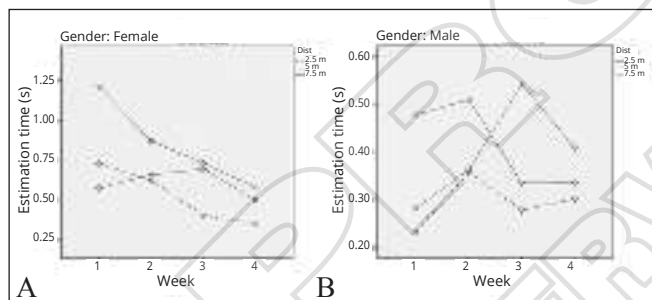 Gender: Female
Estimation time (s)
1.25
1.00
0.75
0.50
0.25
1 2 3 4
Week
A
Dist
2.5 m
5 m
7.5 m
Gender: Male
Estimation time (s)
0.60
0.50
0.40
0.30
0.20
1 2 3 4
Week
B
Dist
2.5 m
5 m
7.5 m